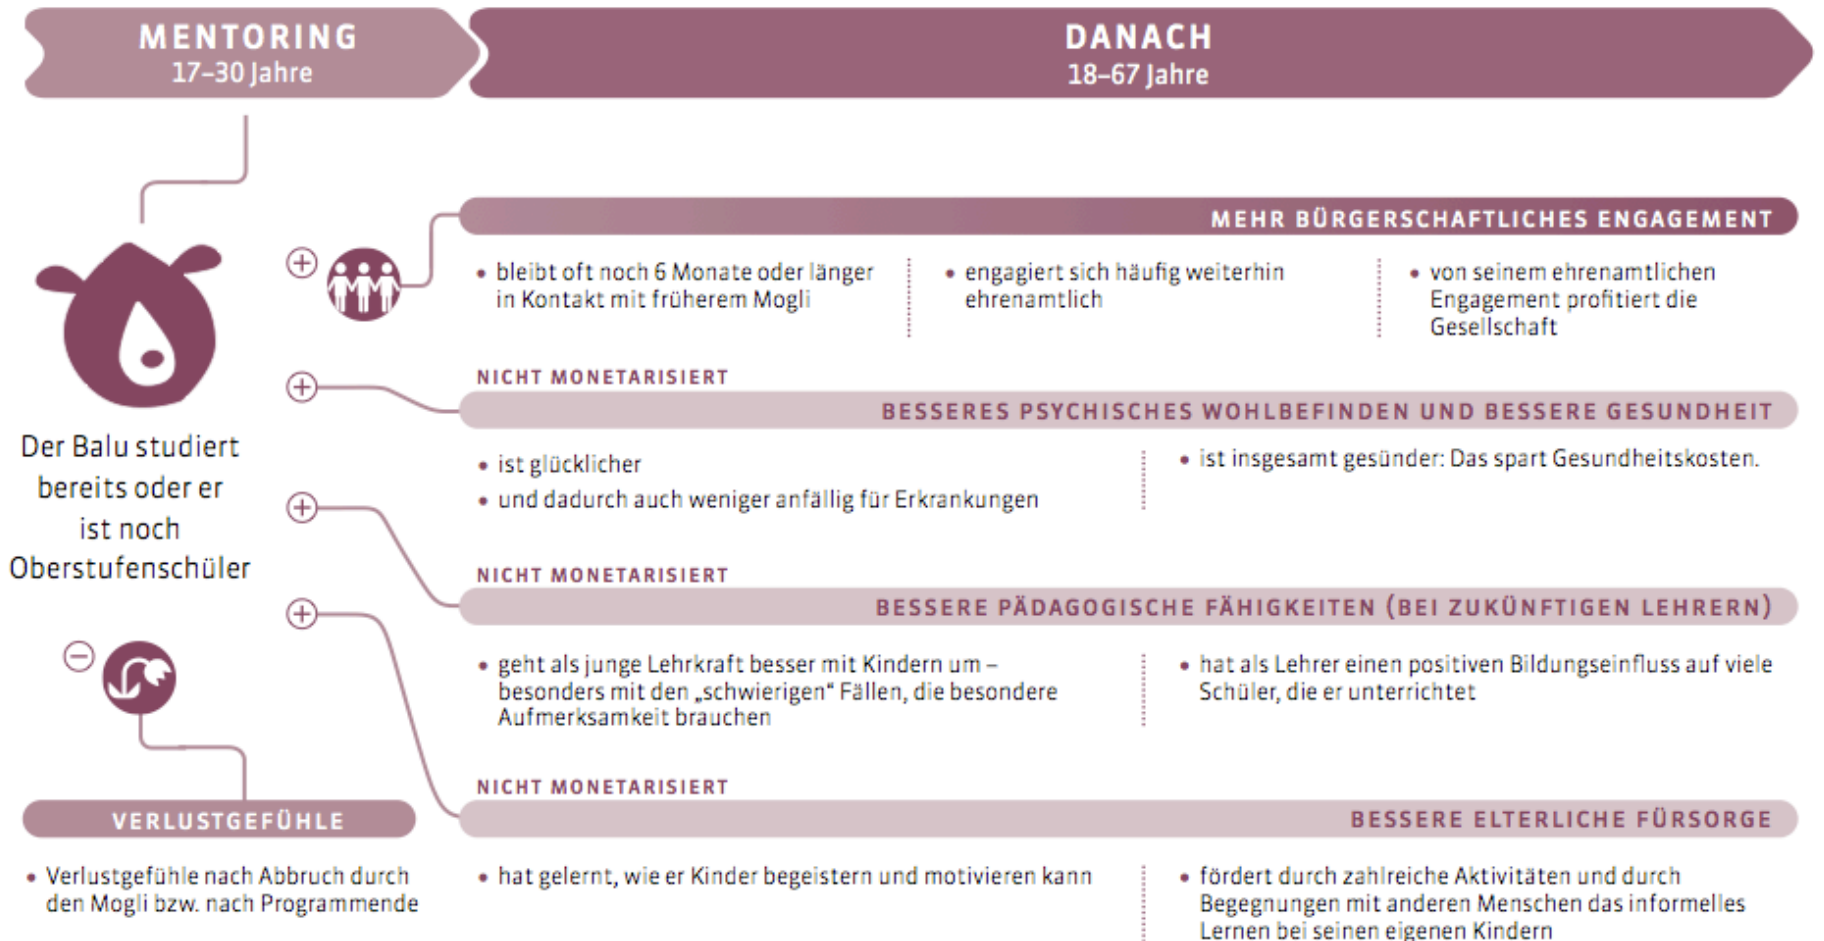 MENTORING
17–30 Jahre
DANACH
18–67 Jahre
Der Balu studiert
bereits oder er
ist noch
Oberstufenschüler
MEHR BÜRGERSCHAFTLICHES ENGAGEMENT
• bleibt oft noch 6 Monate oder länger
in Kontakt mit früherem Mogli
• engagiert sich häufig weiterhin
ehrenamtlich
• von seinem ehrenamtlichen
Engagement profitiert die
Gesellschaft
NICHT MONETARISIERT
BESSERES PSYCHISCHES WOHLBEFINDEN UND BESSERE GESUNDHEIT
• ist glücklicher
• und dadurch auch weniger anfällig für Erkrankungen
• ist insgesamt gesünder: Das spart Gesundheitskosten.
NICHT MONETARISIERT
BESSERE PÄDAGOGISCHE FÄHIGKEITEN (BEI ZUKÜNFTIGEN LEHRERN)
• geht als junge Lehrkraft besser mit Kindern um –
besonders mit den „schwierigen“ Fällen, die besondere
Aufmerksamkeit brauchen
• hat als Lehrer einen positiven Bildungseinfluss auf viele
Schüler, die er unterrichtet
NICHT MONETARISIERT
BESSERE ELTERLICHE FÜRSORGE
• hat gelernt, wie er Kinder begeistern und motivieren kann
• fördert durch zahlreiche Aktivitäten und durch
Begegnungen mit anderen Menschen das informelles
Lernen bei seinen eigenen Kindern
VERLUSTGEFÜHLE
• Verlustgefühle nach Abbruch durch
den Mogli bzw. nach Programmende